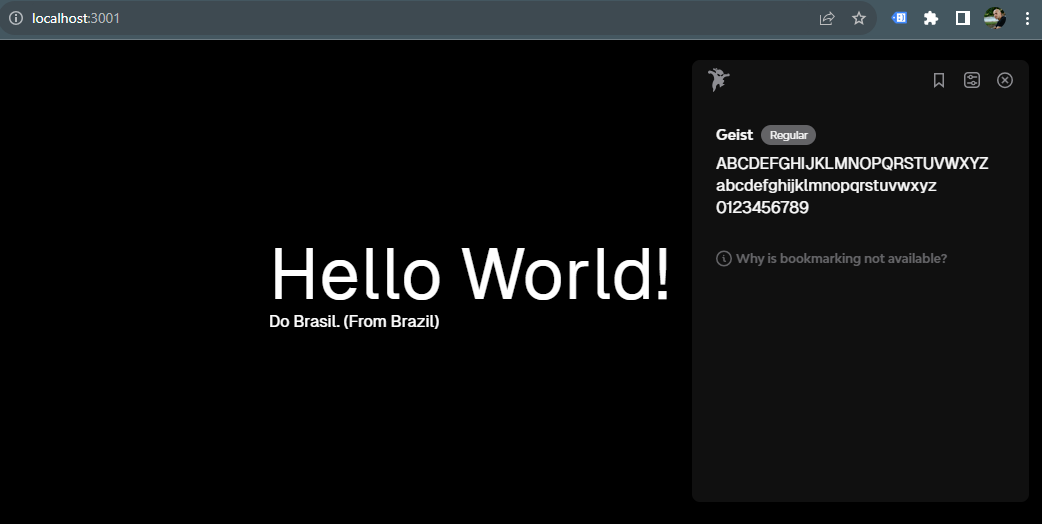 localhost:3001
Geist Regular
ABCDEFGHIJKLMNOPQRSTUVWXYZ
abcdefghijklmnopqrstuvwxyz
0123456789
Why is bookmarking not available?
Hello World!
Do Brasil. (From Brazil)